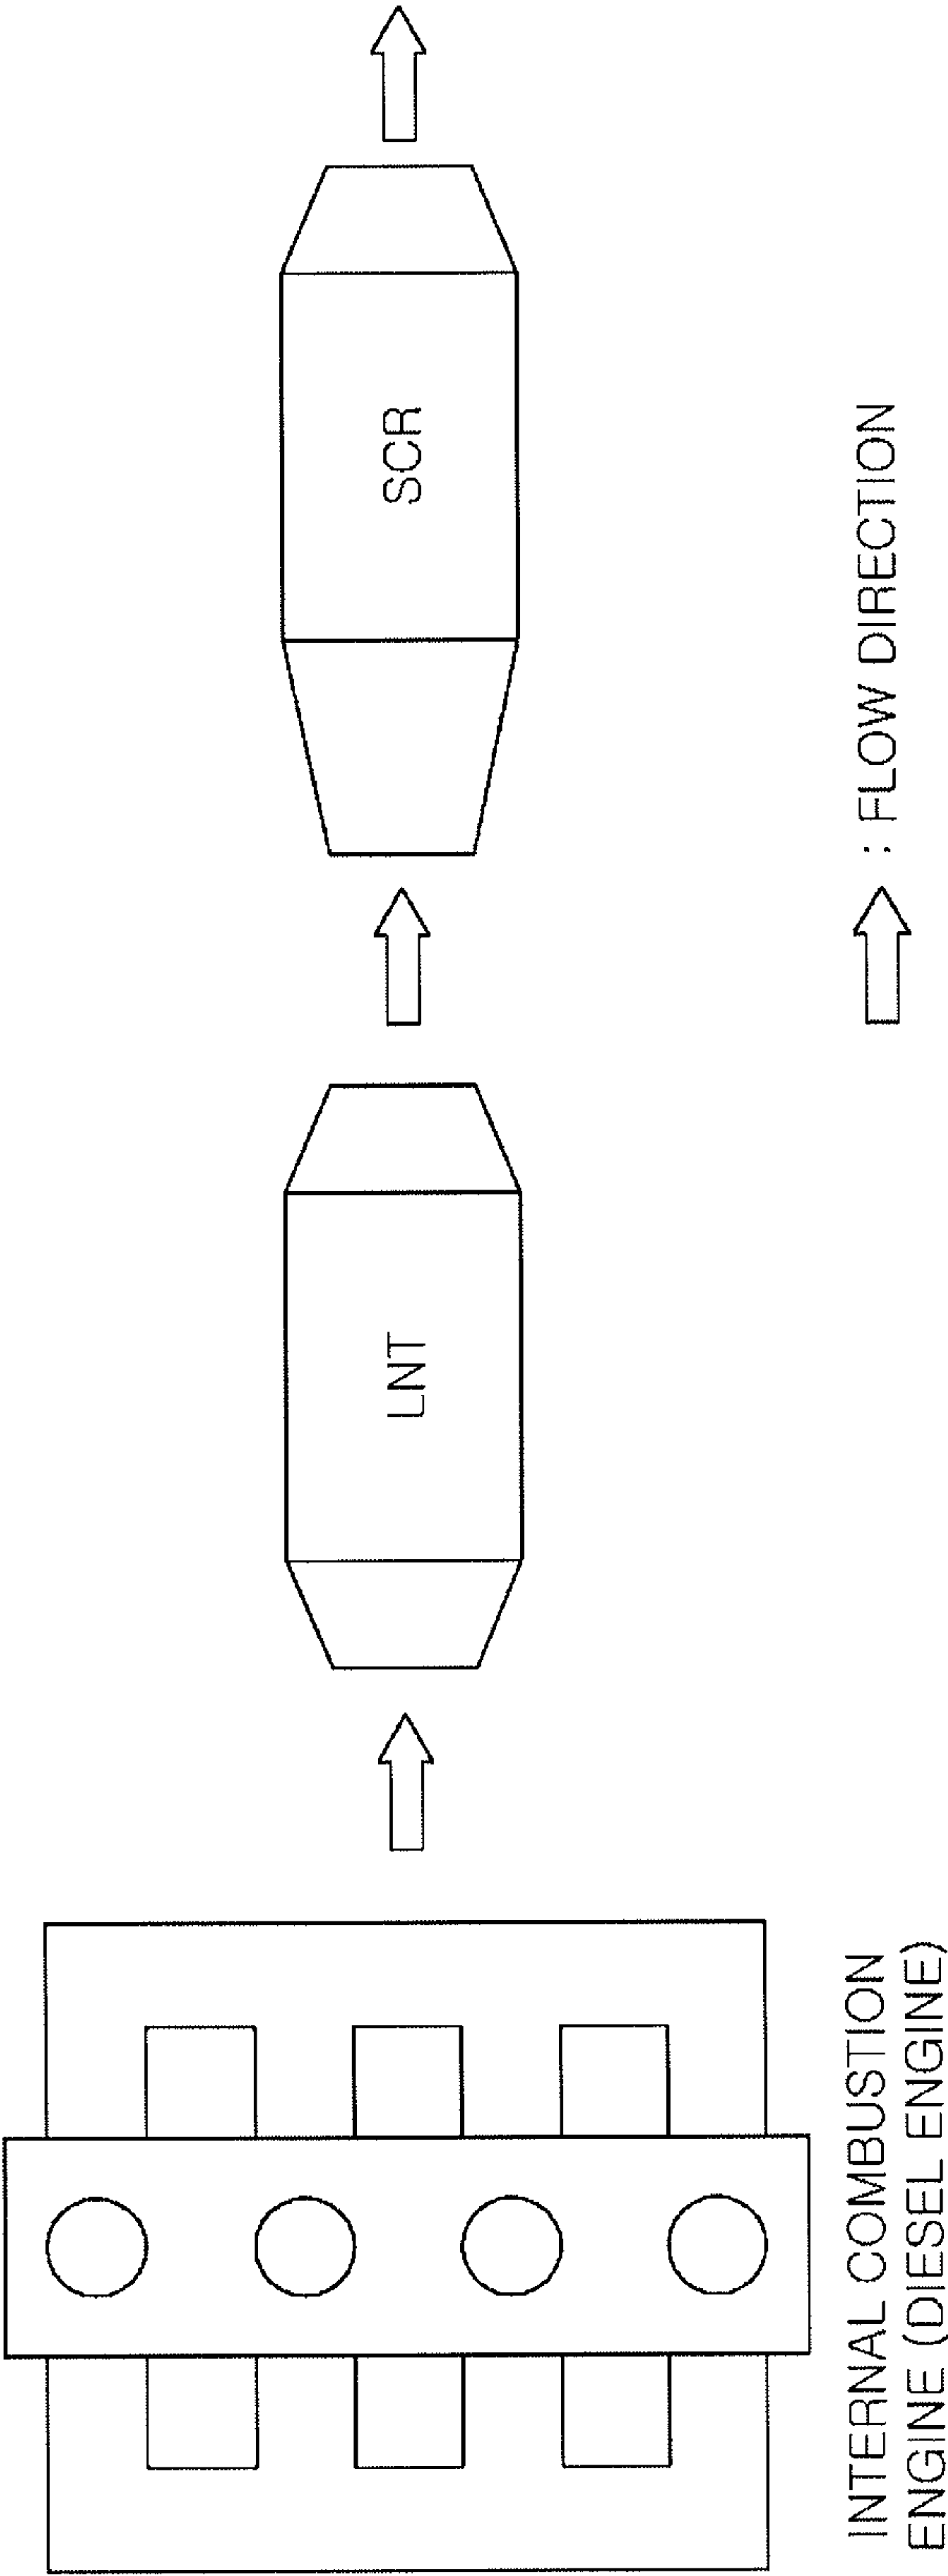 LNT
SCR
INTERNAL COMBUSTION
ENGINE (DIESEL ENGINE)
: FLOW DIRECTION